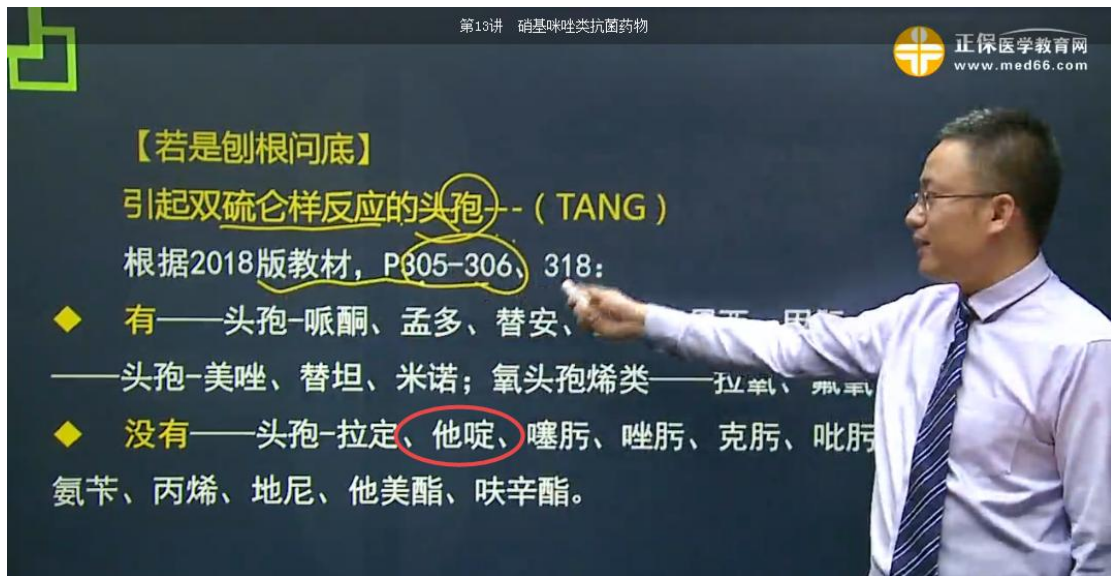 第13讲 硝基咪唑类抗菌药物
正保医学教育网
www.med66.com
【若是刨根问底】
引起双硫仑样反应的头孢---(TANG)
根据2018版教材，P305-306、318：
◆ 有——头孢-哌酮、孟多、替安、
——头孢-美唑、替坦、米诺；氧头孢烯类——拉氧、氟氧
◆ 没有——头孢-拉定、他啶、噻肟、唑肟、克肟、吡肟
氨苄、丙烯、地尼、他美酯、呋辛酯。